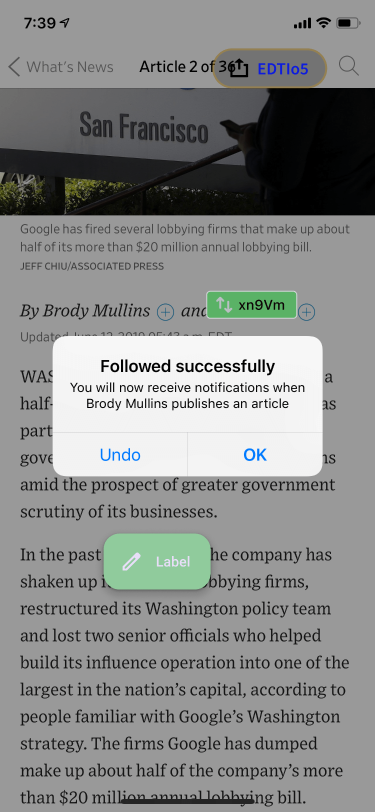 7:39
What's News
Article 2 of 36
EDTIo5
San Francisco
Google has fired several lobbying firms that make up about
half of its more than $20 million annual lobbying bill.
JEFF CHIU/ASSOCIATED PRESS
By Brody Mullins and
xn9Vm
Updated June 12, 2019 05:43 a.m. EDT
Followed successfully
You will now receive notifications when
Brody Mullins publishes an article
Undo
OK
WAS
a
half-
as
part
gove
ns
amid the prospect of greater government
scrutiny of its businesses.
In the past
he company has
Label
shaken up i
obbying firms,
restructured its Washington policy team
and lost two senior officials who helped
build its influence operation into one of the
largest in the nation's capital, according to
people familiar with Google's Washington
strategy. The firms Google has dumped
make up about half of the company's more
than $20 million annual lobbying bill.